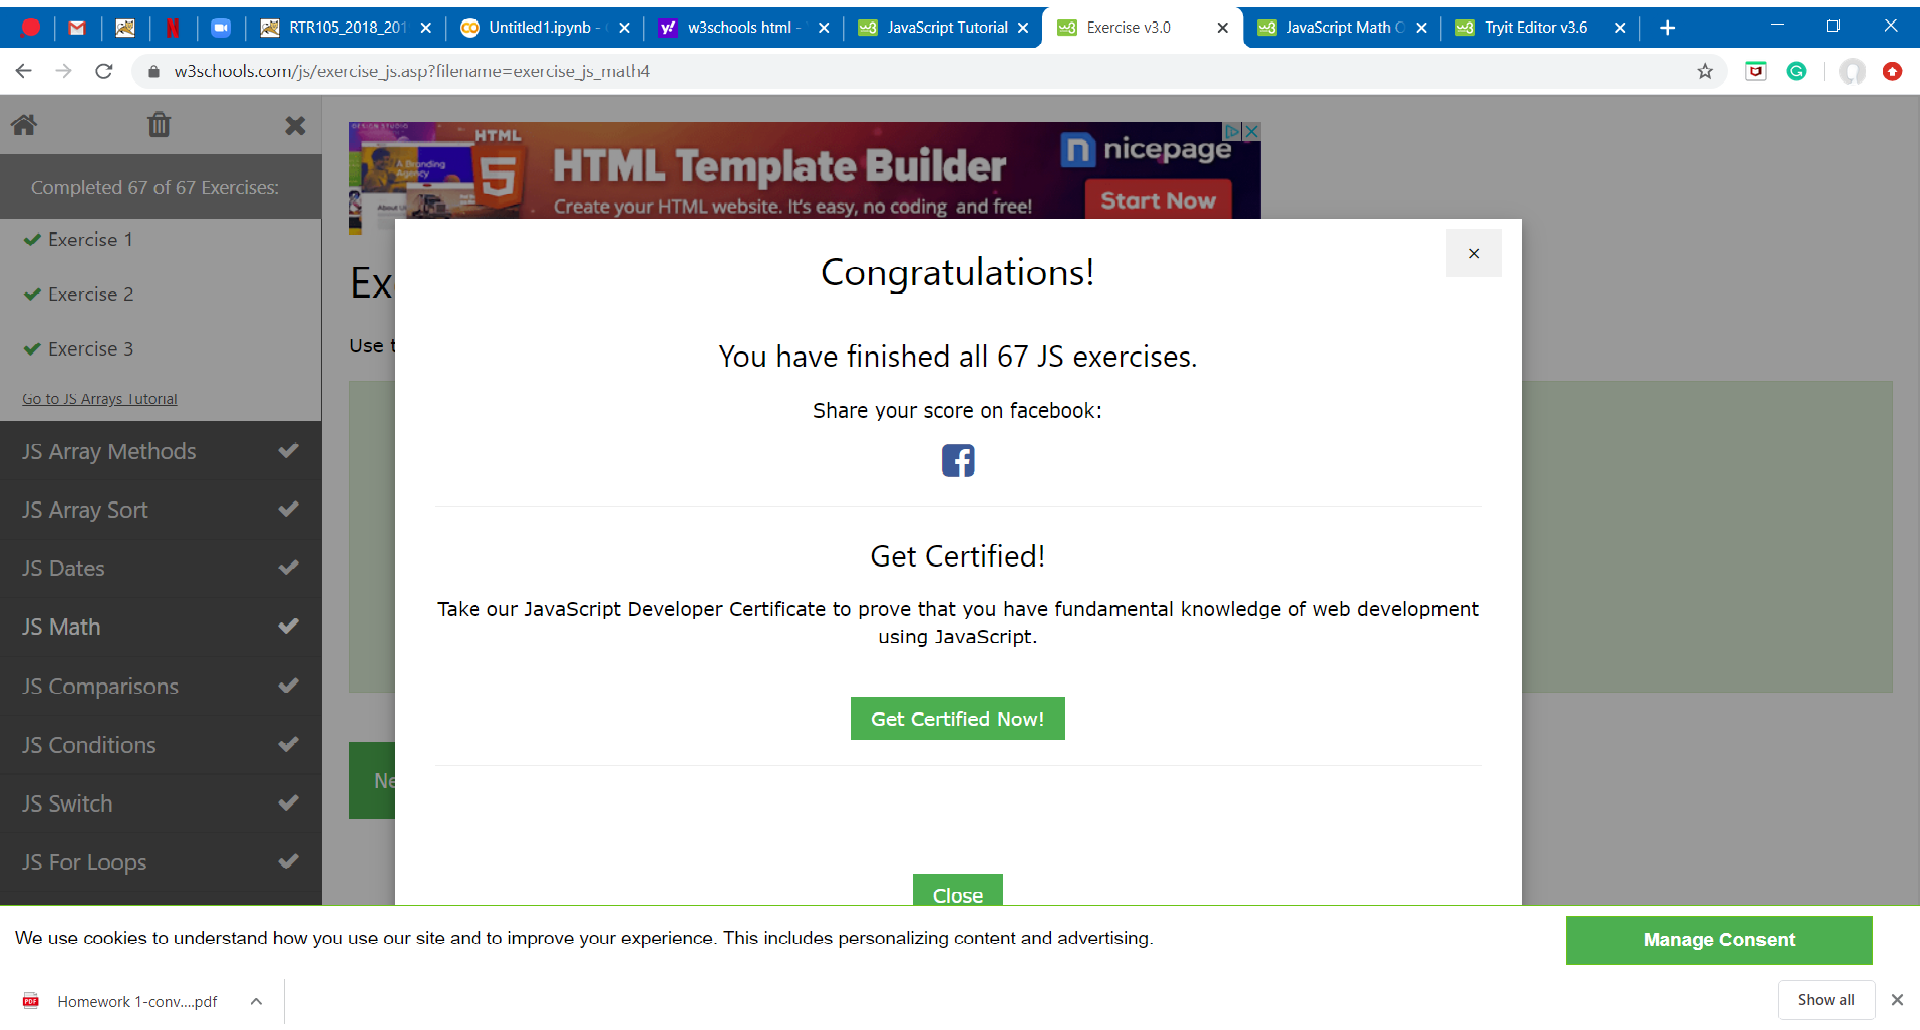 RTR105_2018_201
Untitled1.ipynb -
w3schools html -
JavaScript Tutorial
Exercise v3.0
JavaScript Math O
Tryit Editor v3.6
w3schools.com/js/exercise_js.asp?filename=exercise_js_math4
Completed 67 of 67 Exercises:
Exercise 1
Exercise 2
Exercise 3
Go to JS Arrays Tutorial
JS Array Methods
JS Array Sort
JS Dates
JS Math
JS Comparisons
JS Conditions
JS Switch
JS For Loops
DESIGN STUDIO
A Branding
Agency
About U
HTML
5
HTML Template Builder
Create your HTML website. It's easy, no coding and free!
nicepage
Start Now
Ex
Use t
Ne
×
Congratulations!
You have finished all 67 JS exercises.
Share your score on facebook:
Get Certified!
Take our JavaScript Developer Certificate to prove that you have fundamental knowledge of web development
using JavaScript.
Get Certified Now!
Close
We use cookies to understand how you use our site and to improve your experience. This includes personalizing content and advertising.
Manage Consent
PDF
Homework 1-conv....pdf
Show all